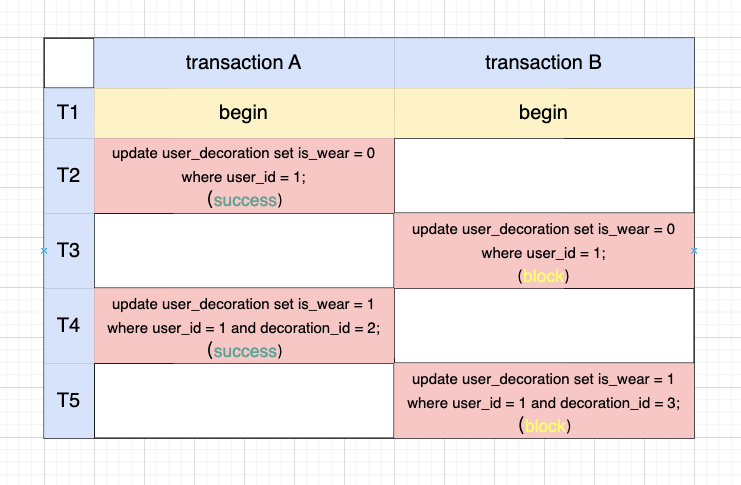 transaction A
transaction B
T1
begin
begin
T2
update user_decoration set is_wear = 0
where user_id = 1;
(success)
T3
update user_decoration set is_wear = 0
where user_id = 1;
(block)
T4
update user_decoration set is_wear = 1
where user_id = 1 and decoration_id = 2;
(success)
T5
update user_decoration set is_wear = 1
where user_id = 1 and decoration_id = 3;
(block)